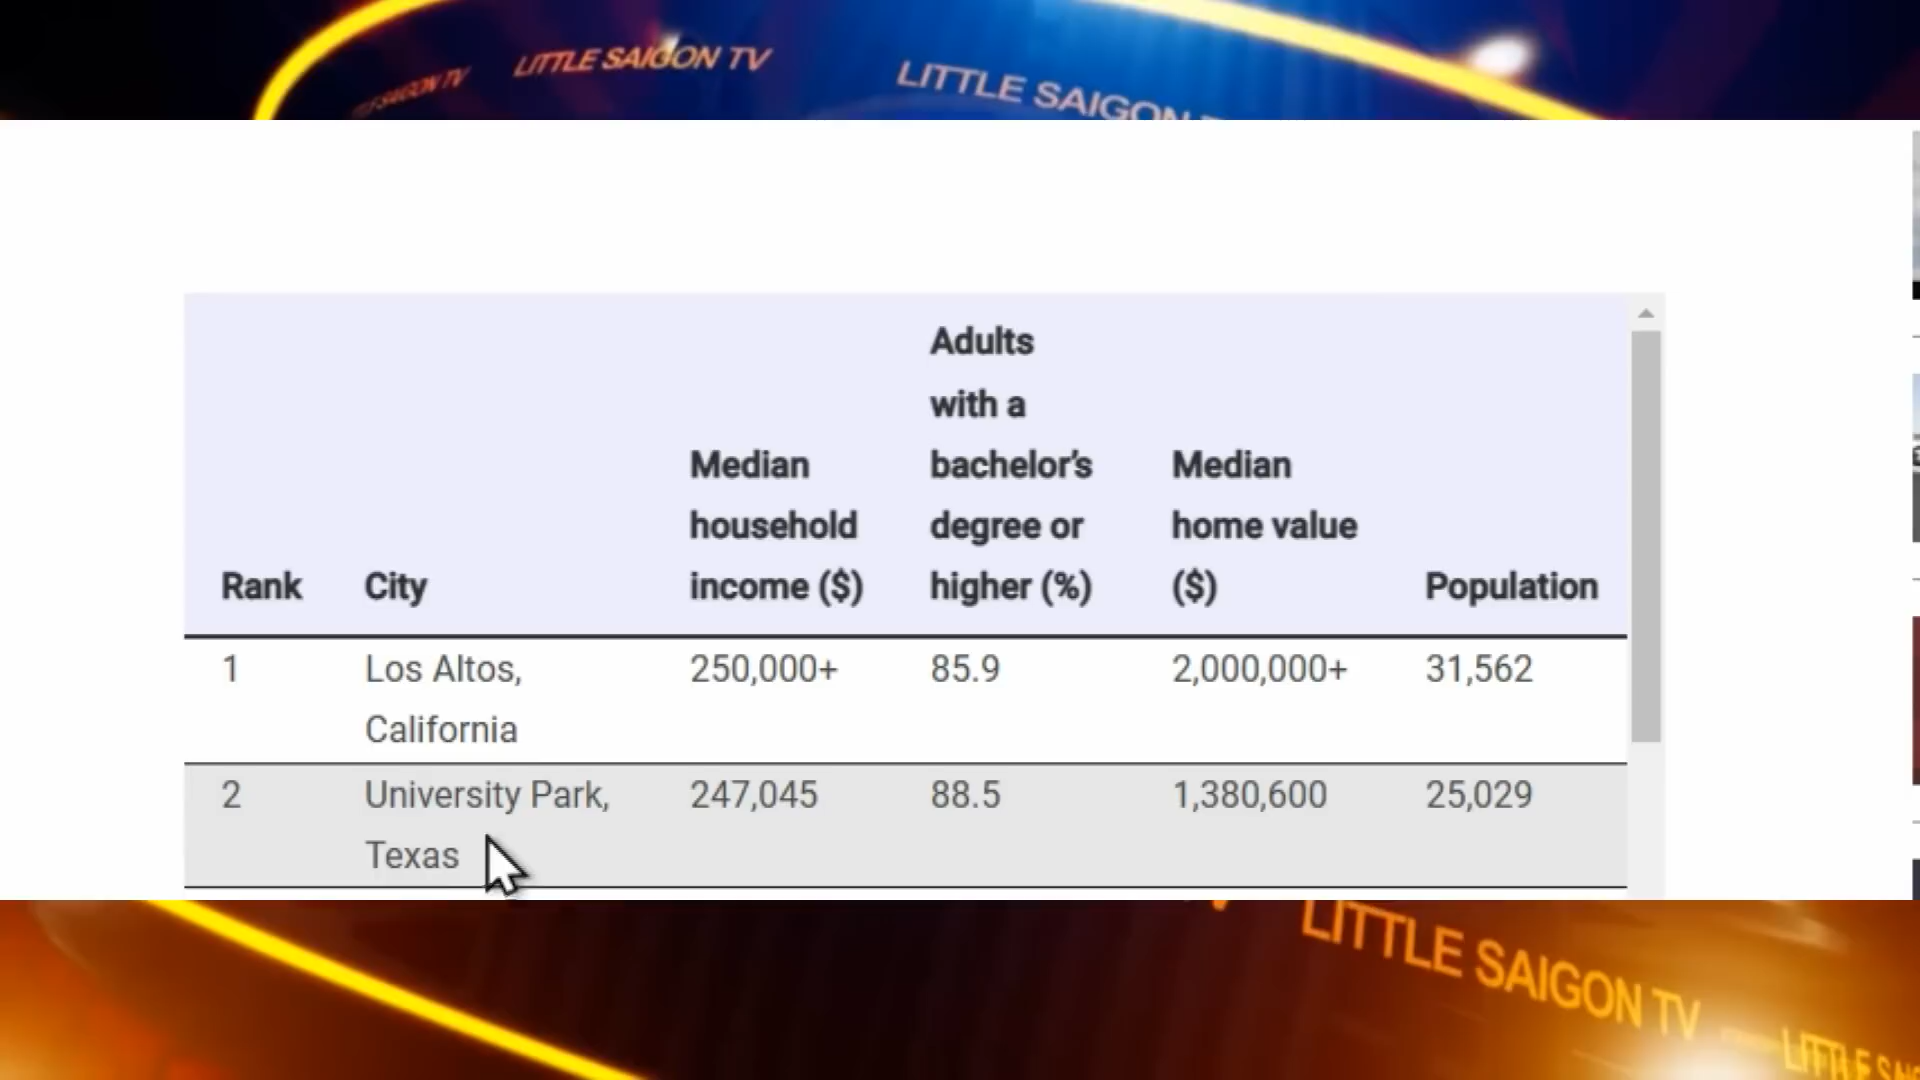 LITTLE SAIGON TV
LITTLE SAIGON
Adults
with a
bachelor’s
degree or
higher (%)
Median
household
income ($)
Median
home value
($)
Rank
City
Population
1
Los Altos,
California
250,000+
85.9
2,000,000+
31,562
2
University Park,
Texas
247,045
88.5
1,380,600
25,029
LITTLE SAIGON TV